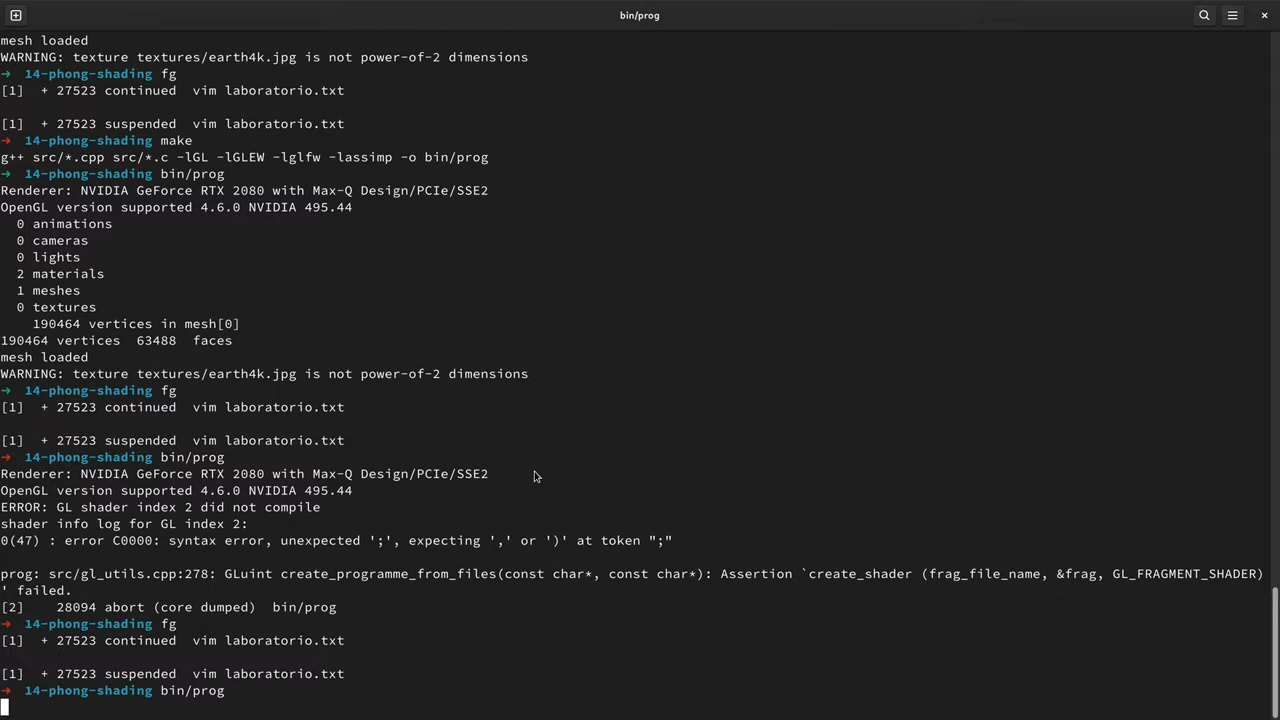 bin/prog
mesh loaded
WARNING: texture textures/earth4k.jpg is not power-of-2 dimensions
➜  14-phong-shading fg
[1]  + 27523 continued  vim laboratorio.txt
[1]  + 27523 suspended  vim laboratorio.txt
➜  14-phong-shading make
g++ src/*.cpp src/*.c -lGL -lGLEW -lglfw -lassimp -o bin/prog
➜  14-phong-shading bin/prog
Renderer: NVIDIA GeForce RTX 2080 with Max-Q Design/PCIe/SSE2
OpenGL version supported 4.6.0 NVIDIA 495.44
  0 animations
  0 cameras
  0 lights
  2 materials
  1 meshes
  0 textures
    190464 vertices in mesh[0]
190464 vertices  63488  faces
mesh loaded
WARNING: texture textures/earth4k.jpg is not power-of-2 dimensions
➜  14-phong-shading fg
[1]  + 27523 continued  vim laboratorio.txt
[1]  + 27523 suspended  vim laboratorio.txt
➜  14-phong-shading bin/prog
Renderer: NVIDIA GeForce RTX 2080 with Max-Q Design/PCIe/SSE2
OpenGL version supported 4.6.0 NVIDIA 495.44
ERROR: GL shader index 2 did not compile
shader info log for GL index 2:
0(47) : error C0000: syntax error, unexpected ';', expecting ',' or ')' at token ";"
prog: src/gl_utils.cpp:278: GLuint create_programme_from_files(const char*, const char*): Assertion `create_shader (frag_file_name, &frag, GL_FRAGMENT_SHADER)
' failed.
[2]    28094 abort (core dumped)  bin/prog
➜  14-phong-shading fg
[1]  + 27523 continued  vim laboratorio.txt
[1]  + 27523 suspended  vim laboratorio.txt
➜  14-phong-shading bin/prog